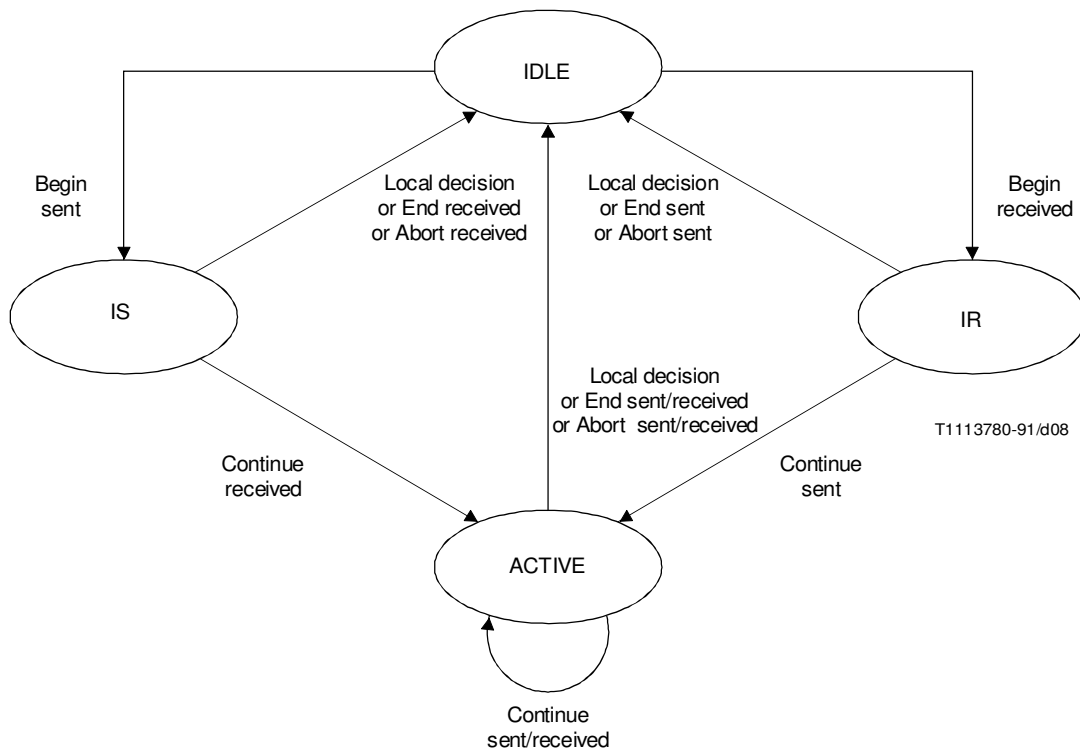 IDLE
Begin
sent
Local decision
or End received
or Abort received
Local decision
or End sent
or Abort sent
Begin
received
IS
IR
Local decision
or End sent/received
or Abort sent/received
T1113780-91/d08
Continue
received
Continue
sent
ACTIVE
Continue
sent/received